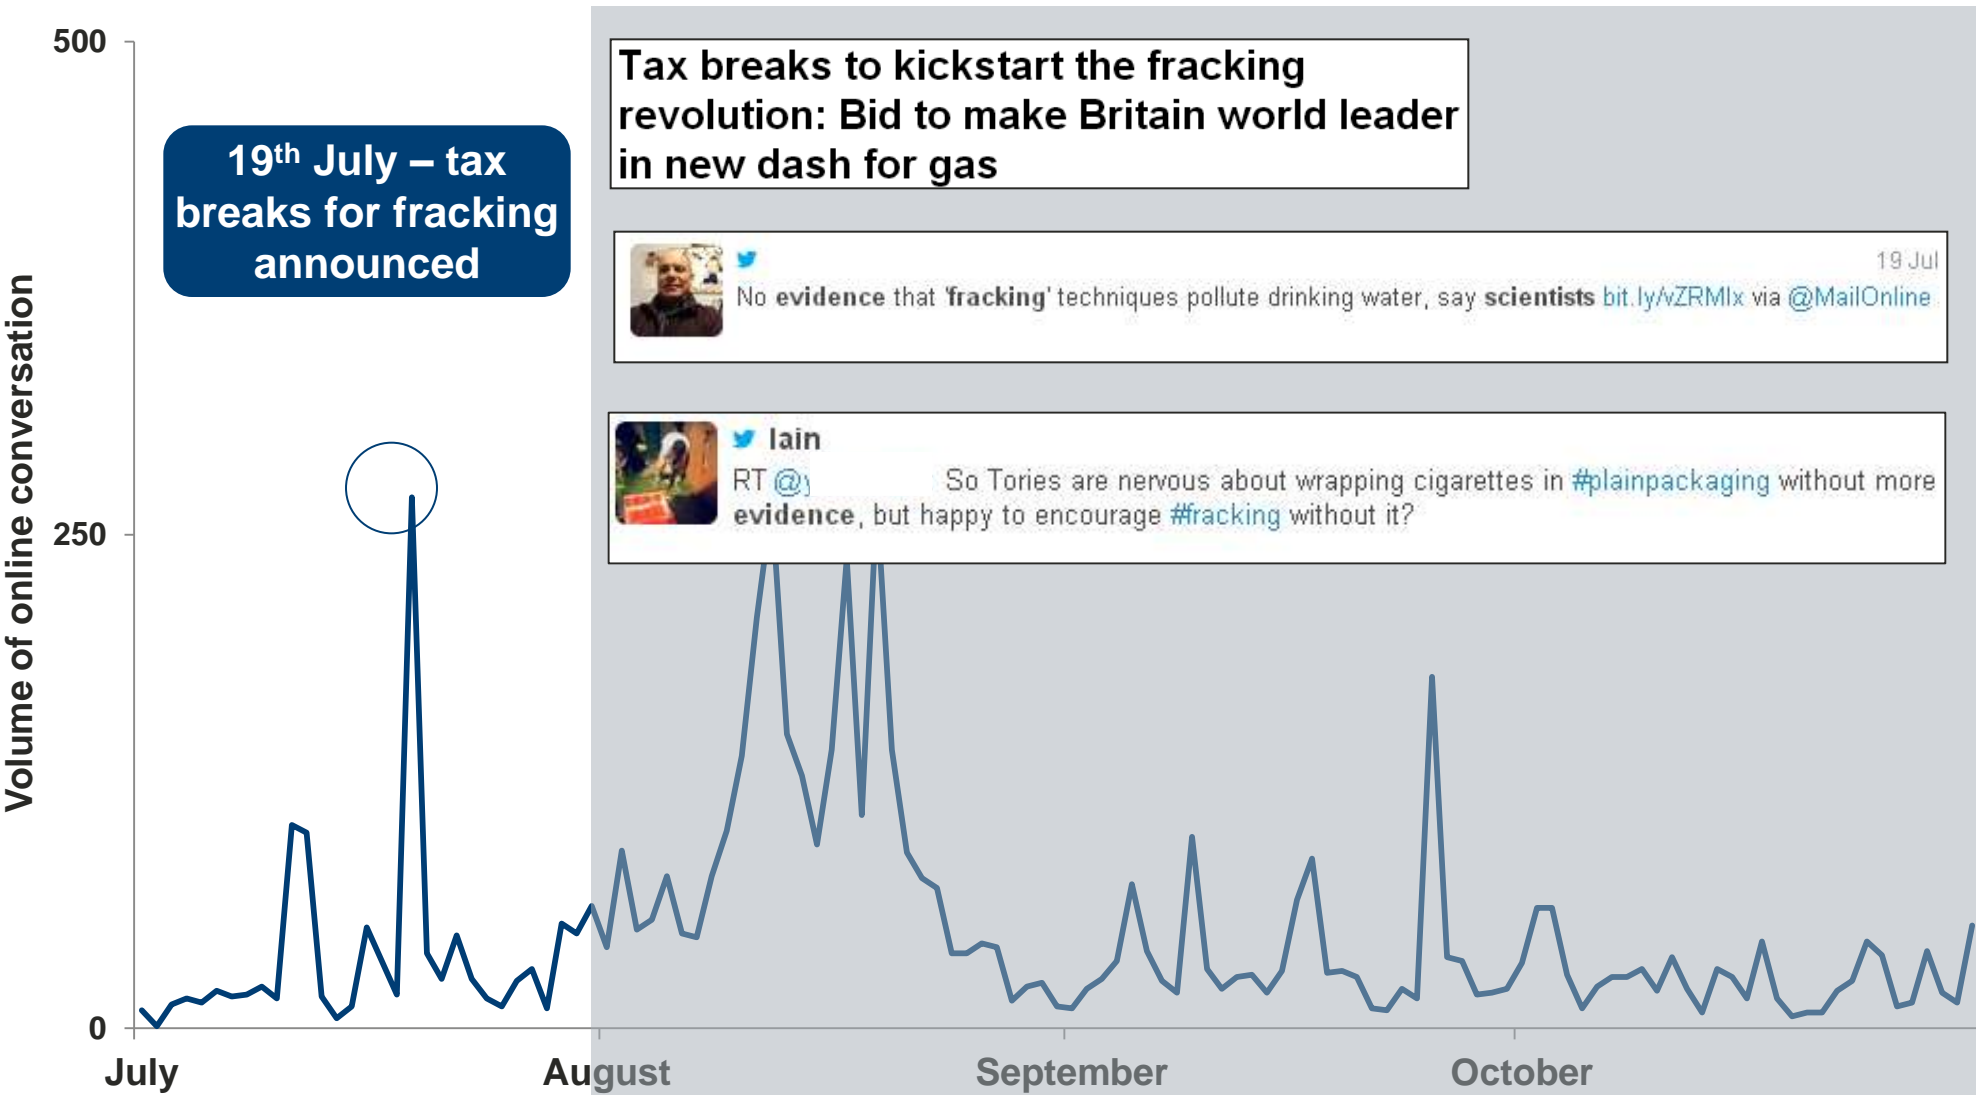 500
250
0
Volume of online conversation
19th July – tax
breaks for fracking
announced
Tax breaks to kickstart the fracking
revolution: Bid to make Britain world leader
in new dash for gas
19 Jul
No evidence that 'fracking' techniques pollute drinking water, say scientists bit.ly/vZRMlx via @MailOnline
Iain
RT @y So Tories are nervous about wrapping cigarettes in #plainpackaging without more
evidence, but happy to encourage #fracking without it?
July
August
September
October